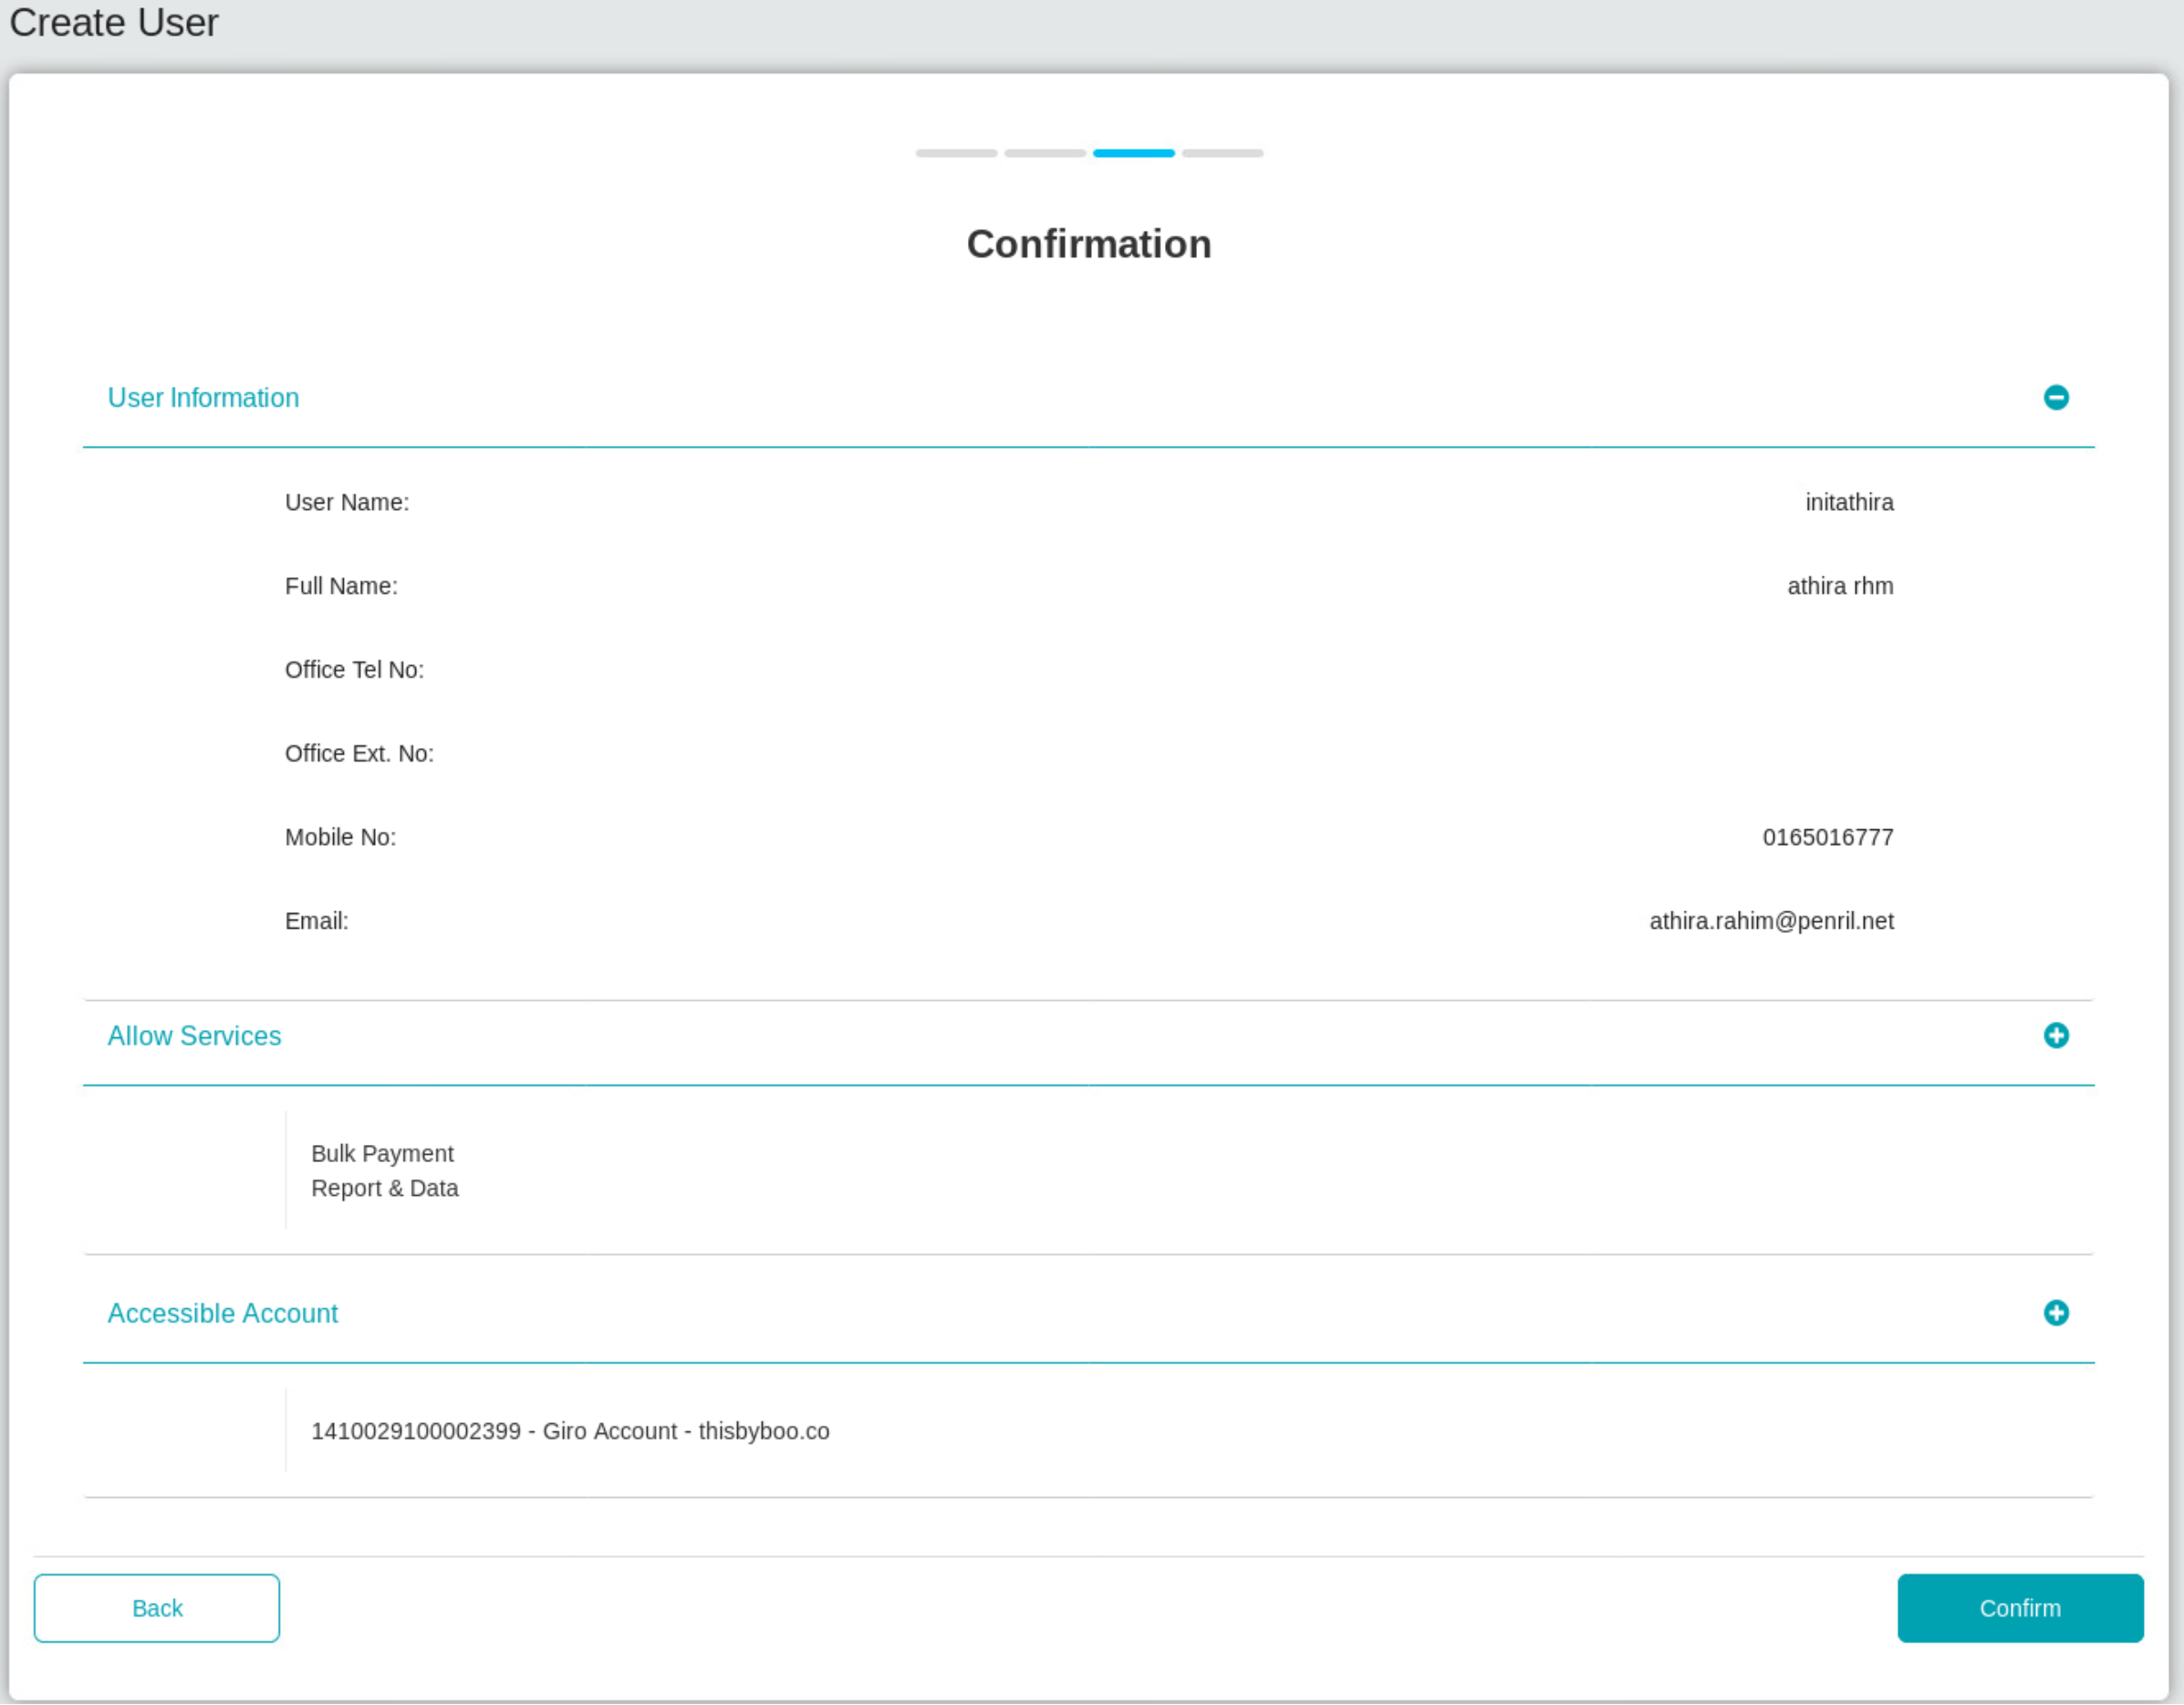 Create User
Confirmation
User Information
User Name: initathira
Full Name: athira rhm
Office Tel No:
Office Ext. No:
Mobile No: 0165016777
Email: athira.rahim@penril.net
Allow Services
Bulk Payment
Report & Data
Accessible Account
1410029100002399 - Giro Account - thisbyboo.co
Back Confirm